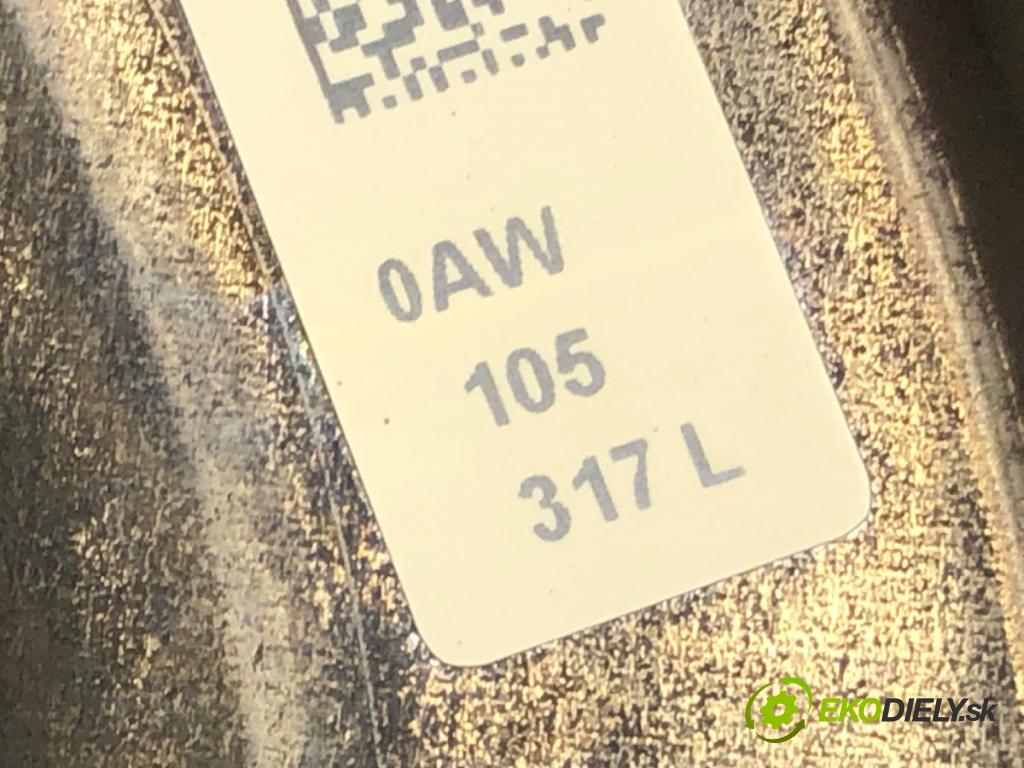 0AW
105
317 L
EKODIELY.sk